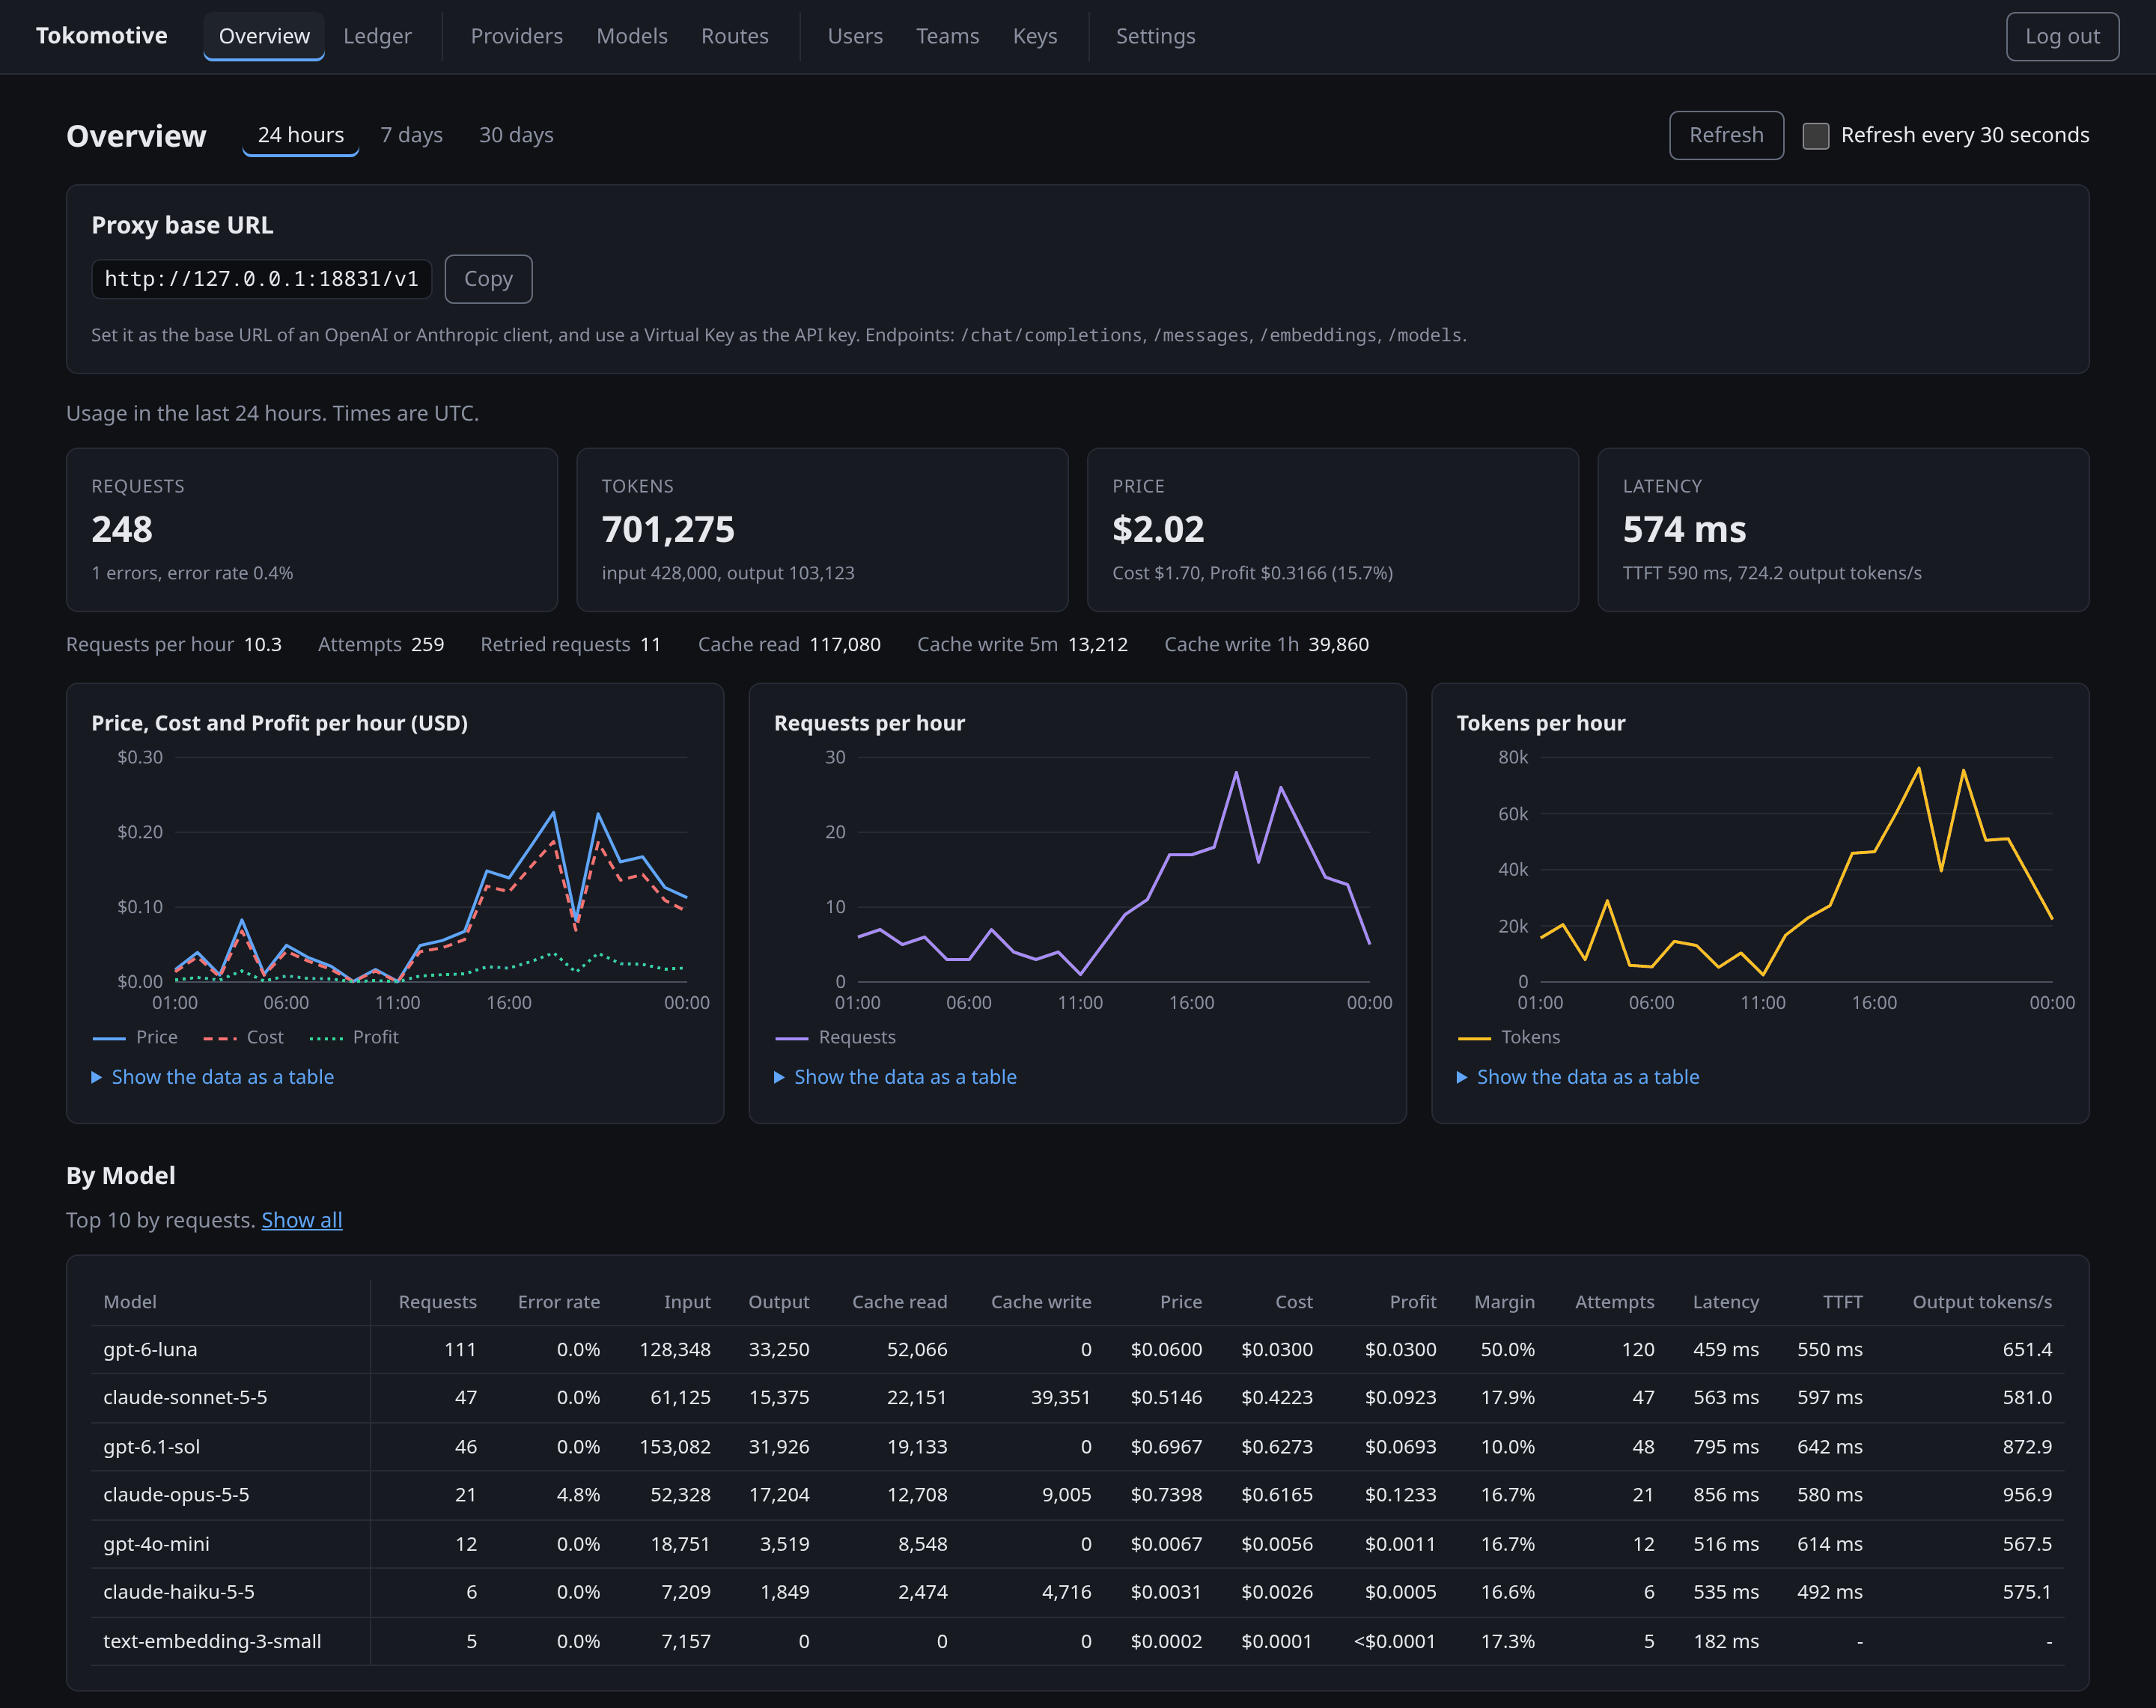 Tokomotive Overview Ledger Providers Models Routes Users Teams Keys Settings Log out
Overview 24 hours 7 days 30 days Refresh Refresh every 30 seconds
Proxy base URL
http://127.0.0.1:18831/v1 Copy
Set it as the base URL of an OpenAI or Anthropic client, and use a Virtual Key as the API key. Endpoints: /chat/completions, /messages, /embeddings, /models.
Usage in the last 24 hours. Times are UTC.
REQUESTS
248
1 errors, error rate 0.4%
TOKENS
701,275
input 428,000, output 103,123
PRICE
$2.02
Cost $1.70, Profit $0.3166 (15.7%)
LATENCY
574 ms
TTFT 590 ms, 724.2 output tokens/s
Requests per hour 10.3 Attempts 259 Retried requests 11 Cache read 117,080 Cache write 5m 13,212 Cache write 1h 39,860
Price, Cost and Profit per hour (USD)
$0.30
$0.20
$0.10
$0.00
01:00 06:00 11:00 16:00 00:00
Price Cost Profit
Show the data as a table
Requests per hour
30
20
10
0
01:00 06:00 11:00 16:00 00:00
Requests
Show the data as a table
Tokens per hour
80k
60k
40k
20k
0
01:00 06:00 11:00 16:00 00:00
Tokens
Show the data as a table
By Model
Top 10 by requests. Show all
Model Requests Error rate Input Output Cache read Cache write Price Cost Profit Margin Attempts Latency TTFT Output tokens/s
gpt-6-luna 111 0.0% 128,348 33,250 52,066 0 $0.0600 $0.0300 $0.0300 50.0% 120 459 ms 550 ms 651.4
claude-sonnet-5-5 47 0.0% 61,125 15,375 22,151 39,351 $0.5146 $0.4223 $0.0923 17.9% 47 563 ms 597 ms 581.0
gpt-6.1-sol 46 0.0% 153,082 31,926 19,133 0 $0.6967 $0.6273 $0.0693 10.0% 48 795 ms 642 ms 872.9
claude-opus-5-5 21 4.8% 52,328 17,204 12,708 9,005 $0.7398 $0.6165 $0.1233 16.7% 21 856 ms 580 ms 956.9
gpt-4o-mini 12 0.0% 18,751 3,519 8,548 0 $0.0067 $0.0056 $0.0011 16.7% 12 516 ms 614 ms 567.5
claude-haiku-5-5 6 0.0% 7,209 1,849 2,474 4,716 $0.0031 $0.0026 $0.0005 16.6% 6 535 ms 492 ms 575.1
text-embedding-3-small 5 0.0% 7,157 0 0 0 $0.0002 $0.0001 <$0.0001 17.3% 5 182 ms - -